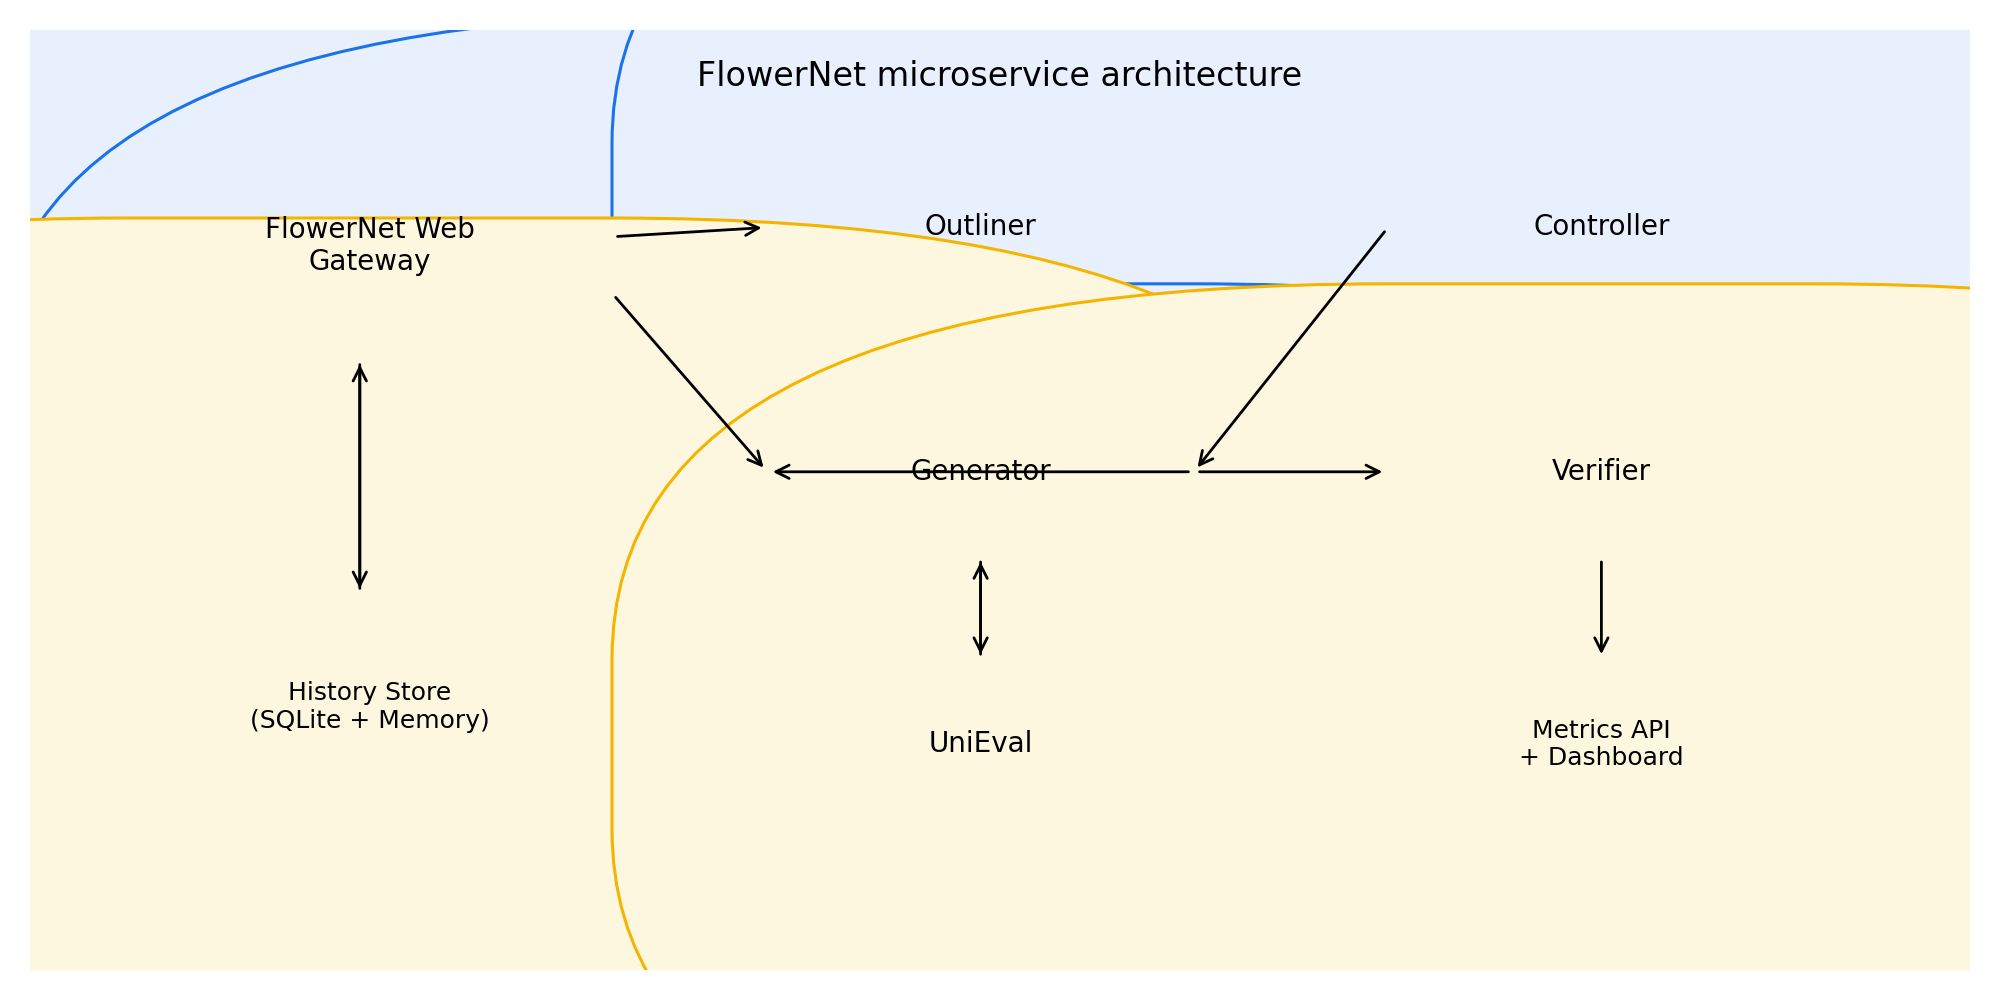 FlowerNet microservice architecture
FlowerNet Web
Gateway
Outliner
Controller
Generator
Verifier
History Store
(SQLite + Memory)
UniEval
Metrics API
+ Dashboard